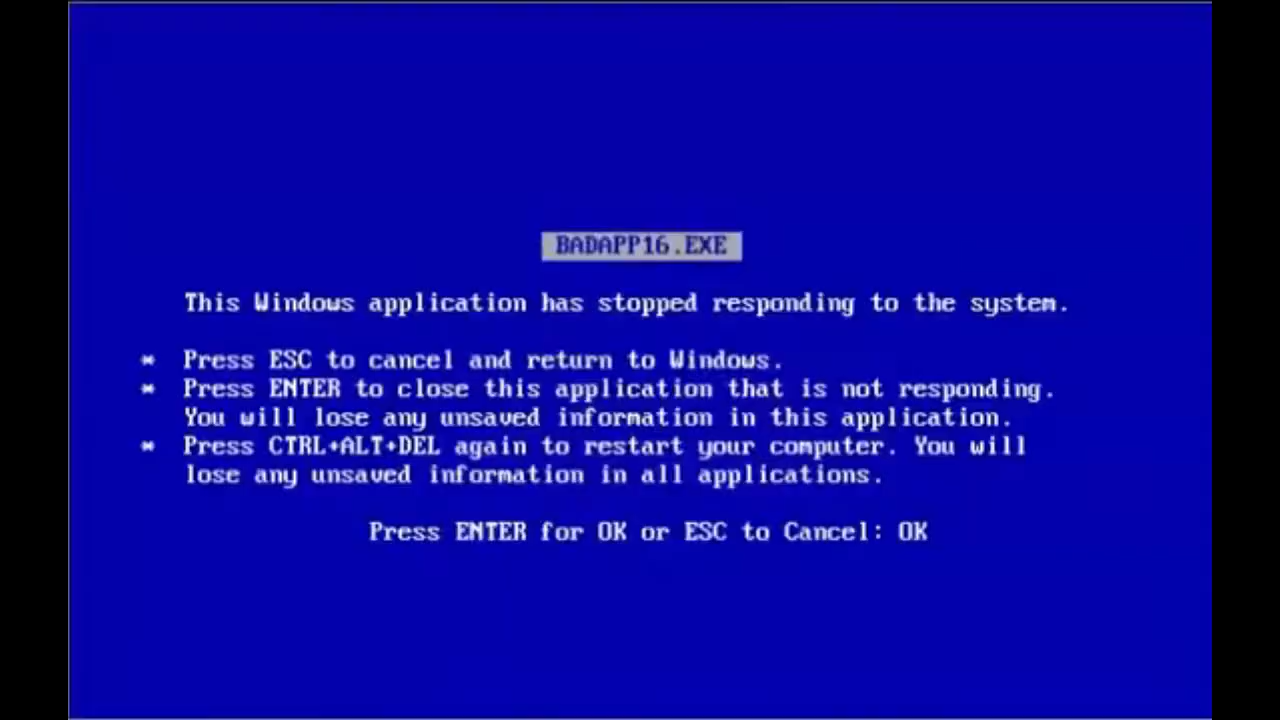 BADAPP16.EXE
This Windows application has stopped responding to the system.
* Press ESC to cancel and return to Windows.
* Press ENTER to close this application that is not responding.
You will lose any unsaved information in this application.
* Press CTRL+ALT+DEL again to restart your computer. You will
lose any unsaved information in all applications.
Press ENTER for OK or ESC to Cancel: OK